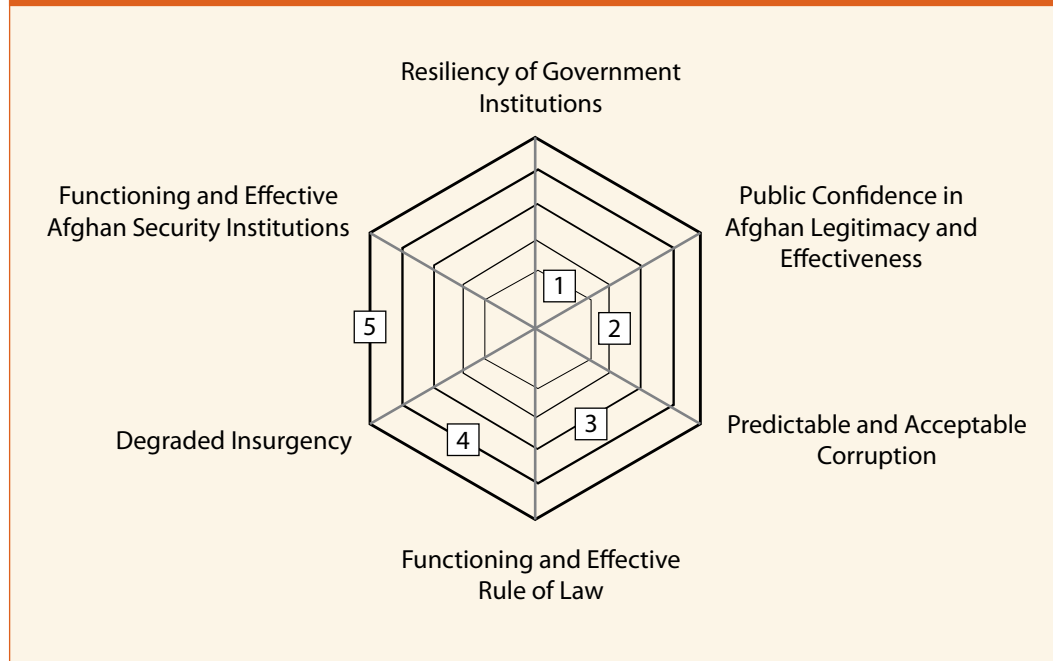 Resiliency of Government
Institutions
Functioning and Effective
Afghan Security Institutions
Public Confidence in
Afghan Legitimacy and
Effectiveness
1
2
5
3
4
Degraded Insurgency
Predictable and Acceptable
Corruption
Functioning and Effective
Rule of Law